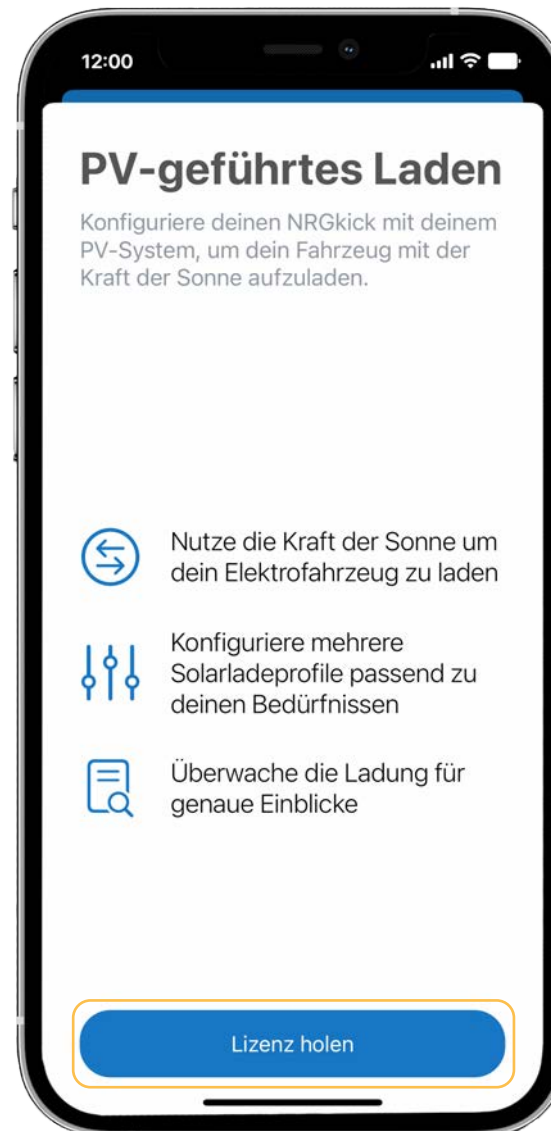 12:00
PV-geführtes Laden
Konfiguriere deinen NRGkick mit deinem
PV-System, um dein Fahrzeug mit der
Kraft der Sonne aufzuladen.
Nutze die Kraft der Sonne um
dein Elektrofahrzeug zu laden
Konfiguriere mehrere
Solarladeprofile passend zu
deinen Bedürfnissen
Überwache die Ladung für
genaue Einblicke
Lizenz holen